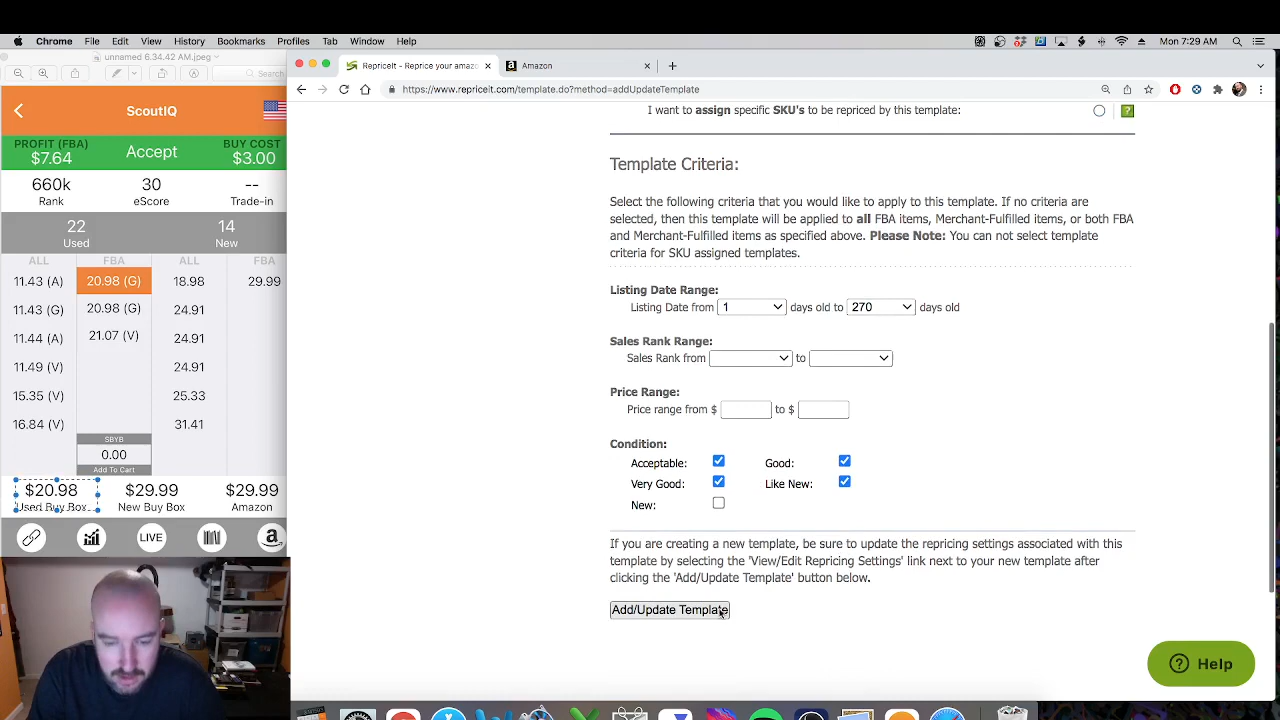 Chrome File Edit View History Bookmarks Profiles Tab Window Help
Mon 7:29 AM
unnamed 6.34.42 AM.jpeg
Search
RepriceIt - Reprice your amazo
Amazon
https://www.repriceit.com/template.do?method=addUpdateTemplate
ScoutIQ
PROFIT (FBA)
$7.64
Accept
BUY COST
$3.00
660k
Rank
30
eScore
--
Trade-in
22
Used
14
New
ALL FBA ALL FBA
11.43 (A) 20.98 (G) 18.98 29.99
11.43 (G) 20.98 (G) 24.91
11.44 (A) 21.07 (V) 24.91
11.49 (V) 24.91
15.35 (V) 25.33
16.84 (V) 31.41
SBYB
0.00
Add To Cart
$20.98
Used Buy Box
$29.99
New Buy Box
$29.99
Amazon
LIVE
I want to assign specific SKU's to be repriced by this template:
?
Template Criteria:
Select the following criteria that you would like to apply to this template. If no criteria are
selected, then this template will be applied to all FBA items, Merchant-Fulfilled items, or both FBA
and Merchant-Fulfilled items as specified above. Please Note: You can not select template
criteria for SKU assigned templates.
Listing Date Range:
Listing Date from 1 days old to 270 days old
Sales Rank Range:
Sales Rank from to
Price Range:
Price range from $ to $
Condition:
Acceptable: Good:
Very Good: Like New:
New:
If you are creating a new template, be sure to update the repricing settings associated with this
template by selecting the 'View/Edit Repricing Settings' link next to your new template after
clicking the 'Add/Update Template' button below.
Add/Update Template
? Help